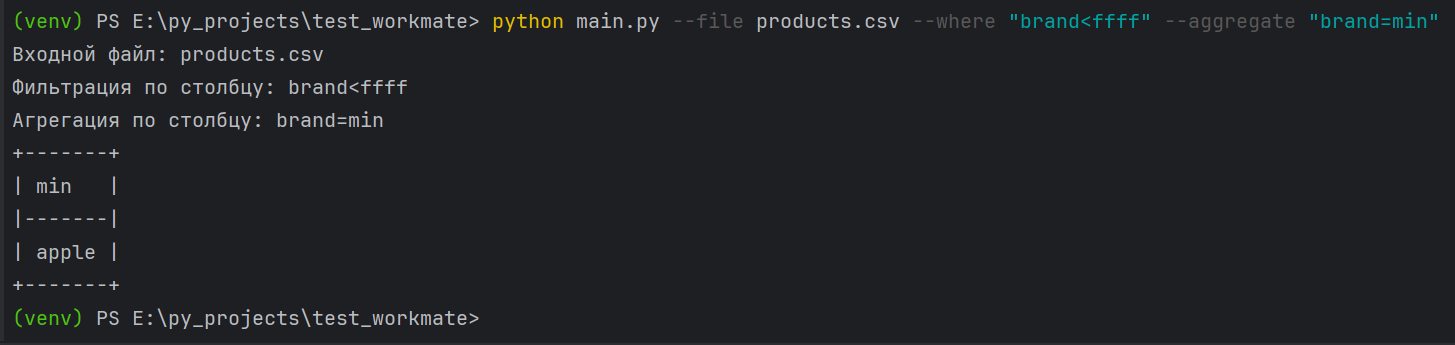 (venv) PS E:\py_projects\test_workmate> python main.py --file products.csv --where "brand<ffff" --aggregate "brand=min"
Входной файл: products.csv
Фильтрация по столбцу: brand<ffff
Агрегация по столбцу: brand=min
+-------+
| min   |
|-------|
| apple |
+-------+
(venv) PS E:\py_projects\test_workmate>